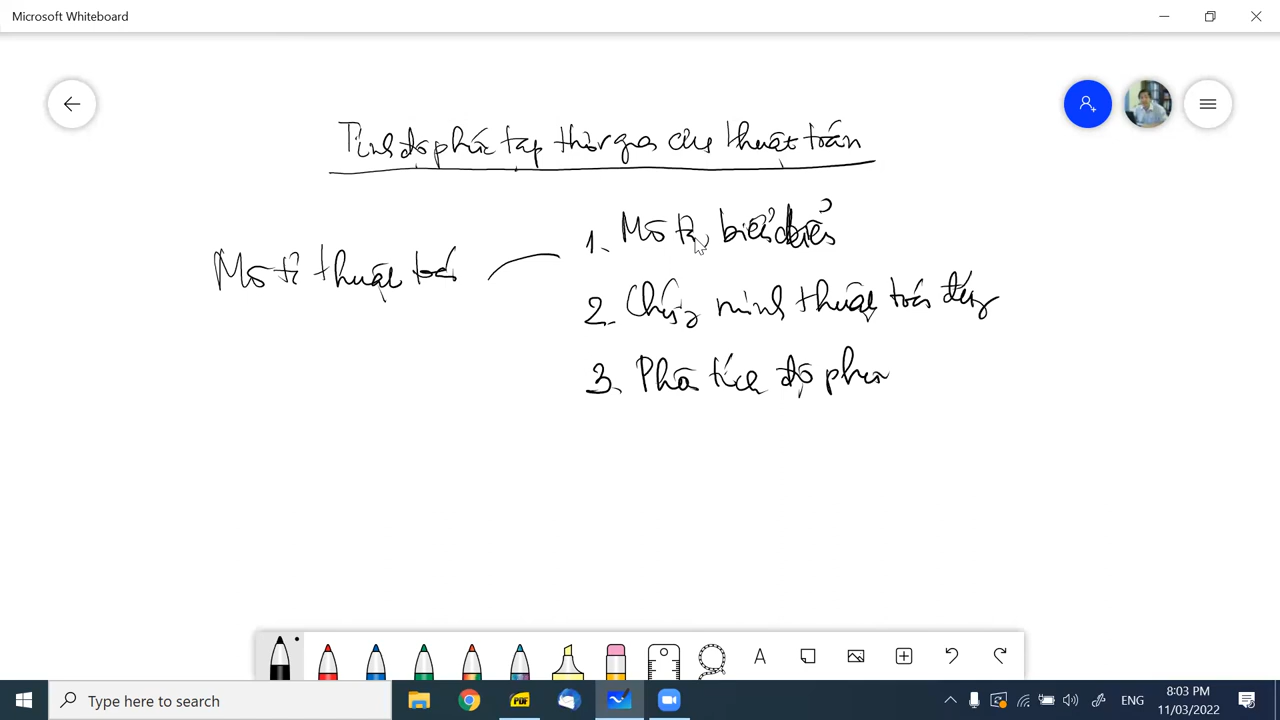 Microsoft Whiteboard
Tính độ phức tạp thời gian của thuật toán
Mô tả thuật toán
1. Mô tả biểu diễn
2. Chứng minh thuật toán đúng
3. Phân tích độ phức
A
Type here to search
PDF
ENG
8:03 PM
11/03/2022